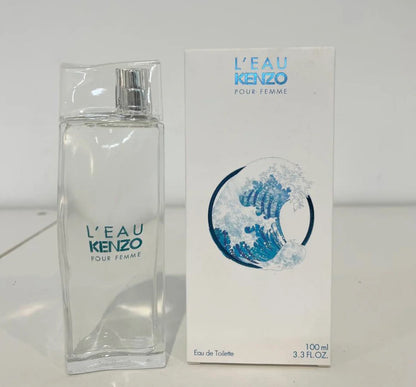 L'EAU
KENZO
POUR FEMME
L'EAU
KENZO
POUR FEMME
Eau de Toilette
100 ml
3.3 FL.OZ.